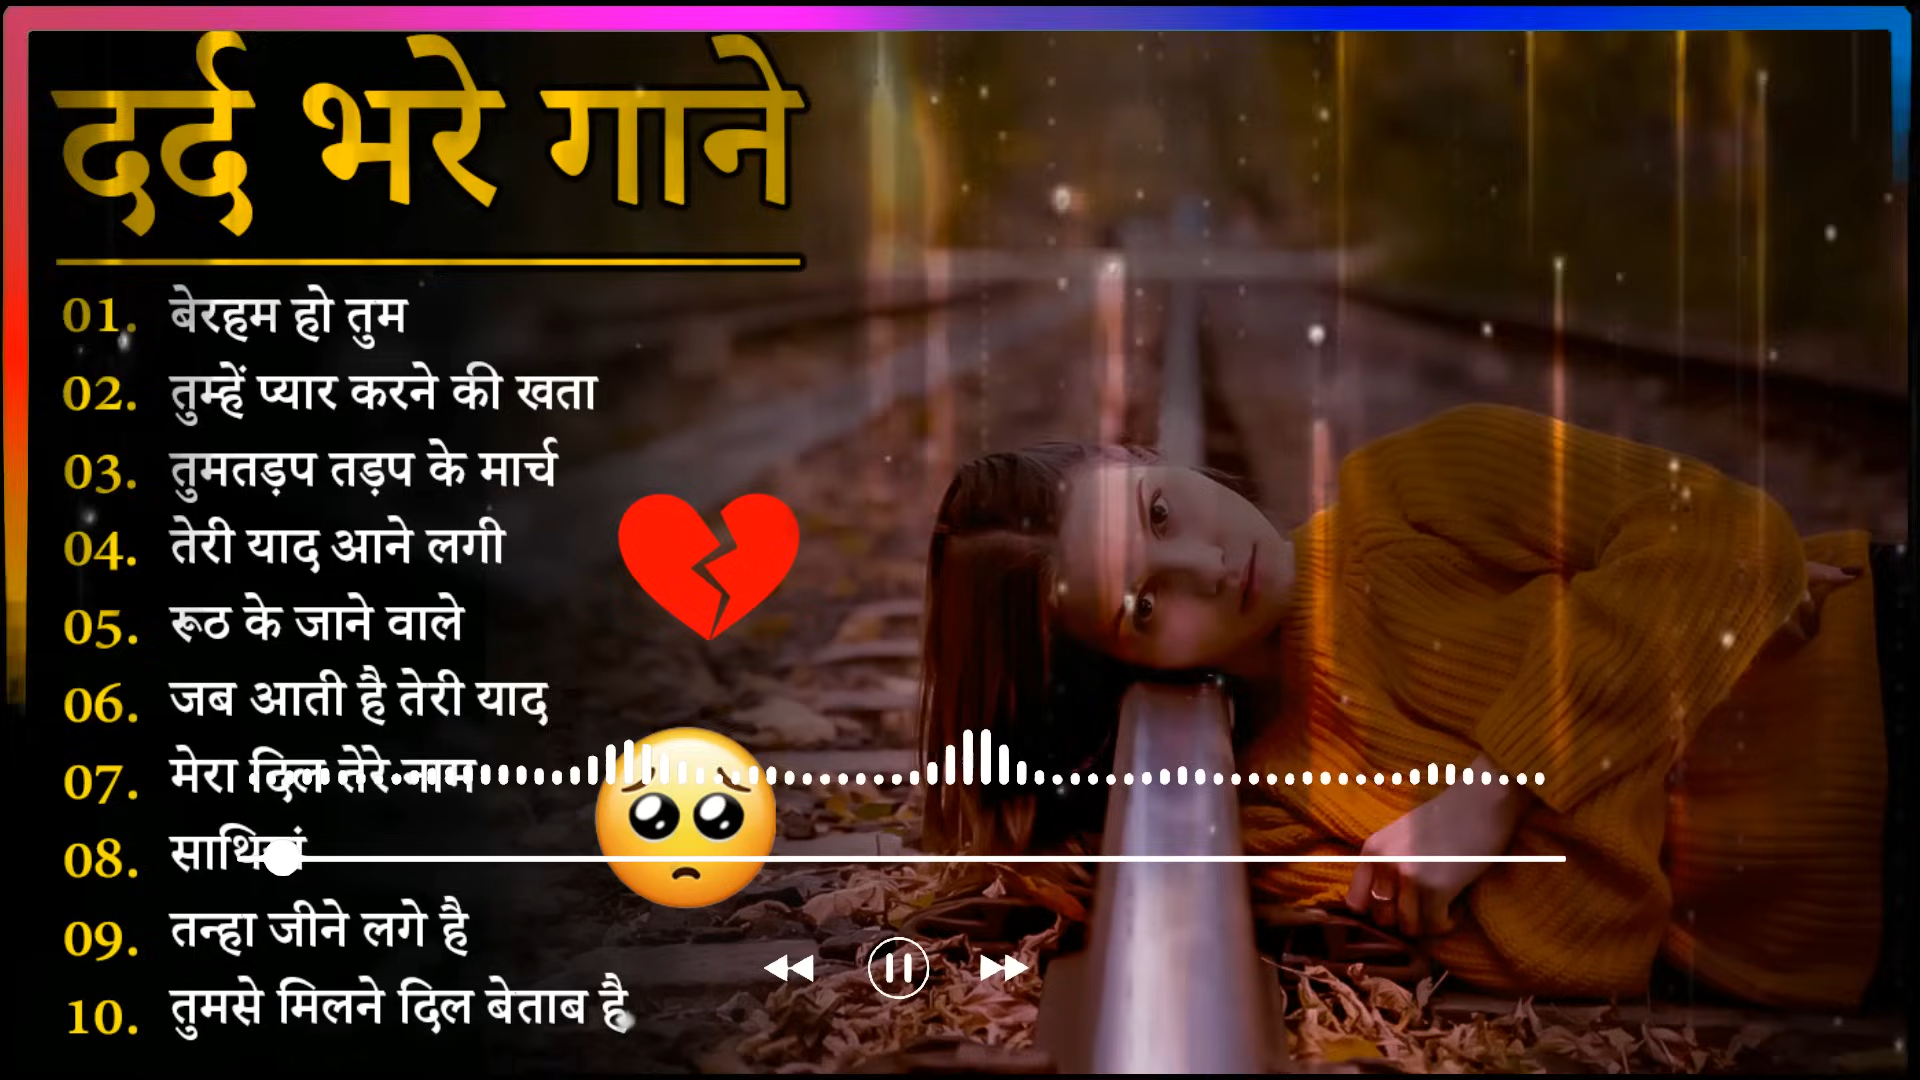 दर्द भरे गाने
01. बेरहम हो तुम
02. तुम्हें प्यार करने की खता
03. तुमतड़प तड़प के मार्च
04. तेरी याद आने लगी
05. रूठ के जाने वाले
06. जब आती है तेरी याद
07. मेरा दिल तेरे नाम
08.
09. तन्हा जीने लगे है
10. तुमसे मिलने दिल बेताब है